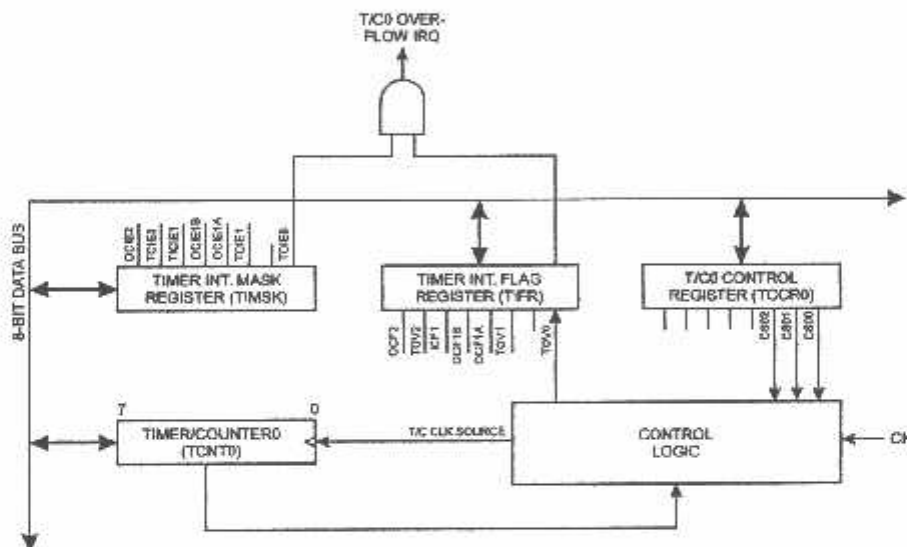 T/C0 OVER-
FLOW IRQ
8-BIT DATA BUS
OCIE2
TOIE2
TICIE1
OCIE1B
OCIE1A
TOIE1
TOIE0
TIMER INT. MASK
REGISTER (TIMSK)
TIMER INT. FLAG
REGISTER (TIFR)
T/C0 CONTROL
REGISTER (TCCR0)
OCF2
TOV2
ICF1
OCF1B
OCF1A
TOV1
TOV0
CS02
CS01
CS00
7
0
TIMER/COUNTER0
(TCNT0)
T/C CLK SOURCE
CONTROL
LOGIC